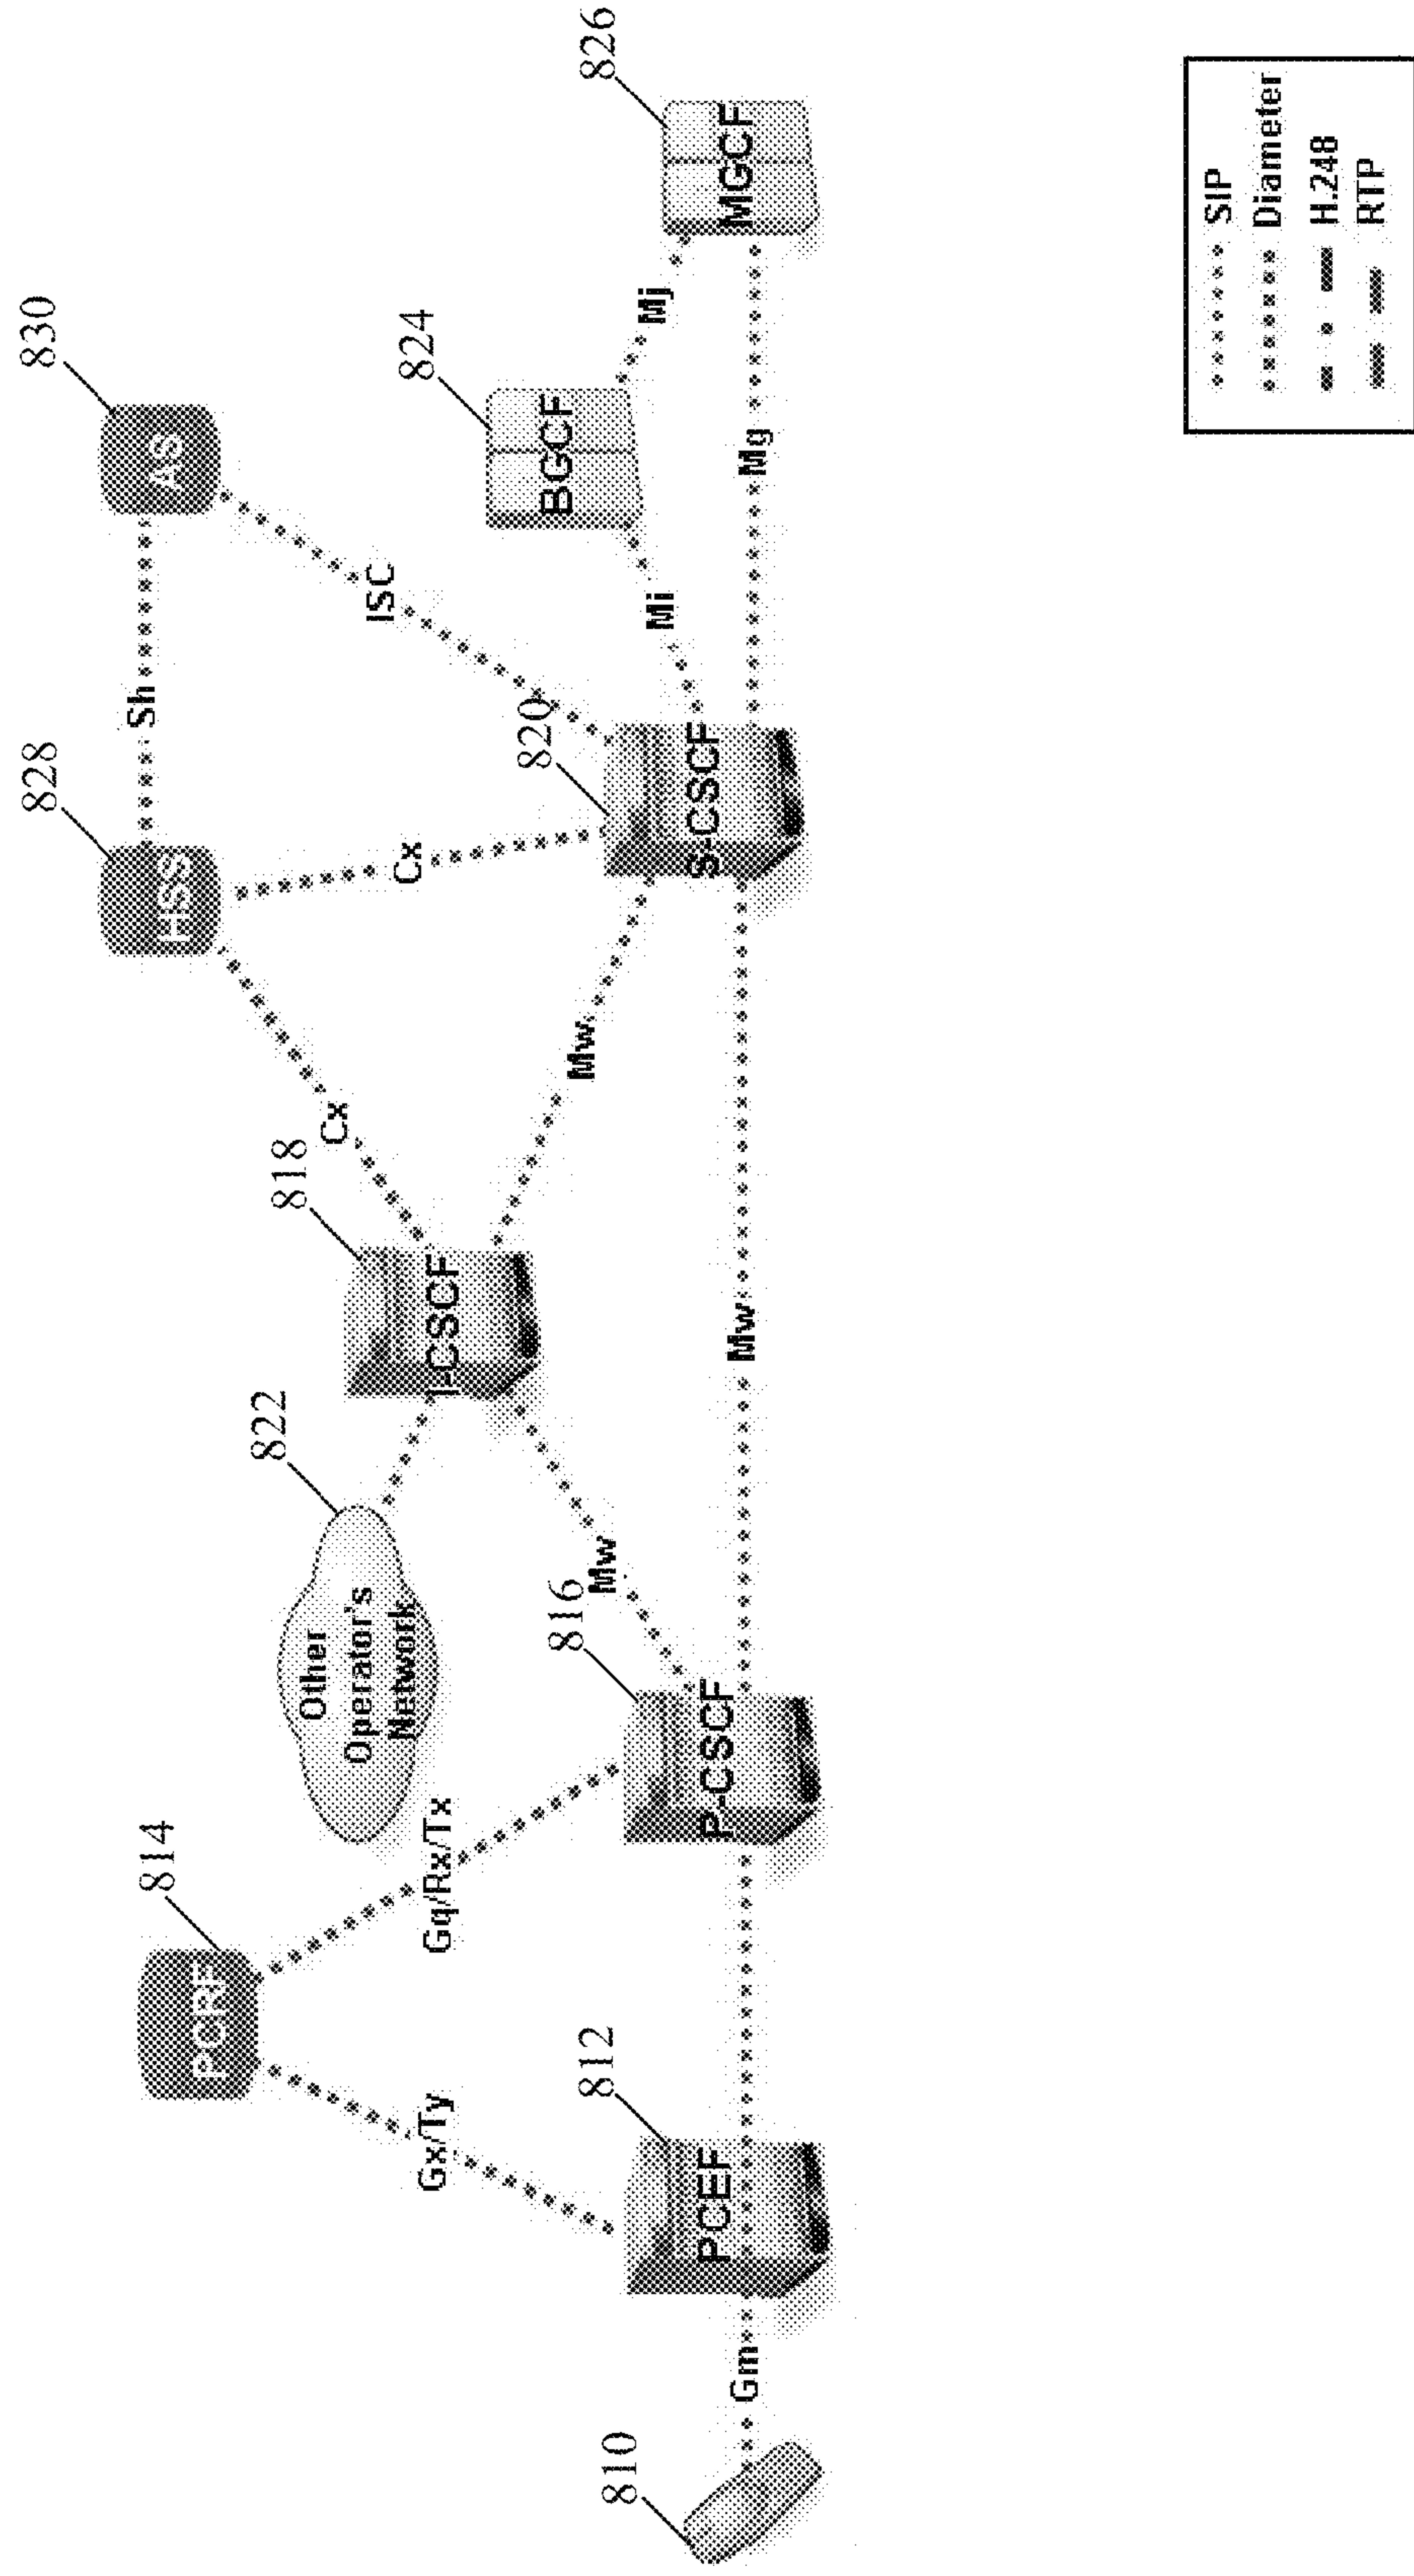 830
828
AS
Sh
HSS
814
PCRF
822
Other
Operator's
Network
818
Cx
Cx
ISC
824
826
I-CSCF
BGCF
Gx/Ty
Gq/Rx/Tx
Mw
Mw
820
Mi
Mj
810
812
816
PCEF
P-CSCF
S-CSCF
MGCF
Gm
Mw
Mg
SIP
Diameter
H.248
RTP